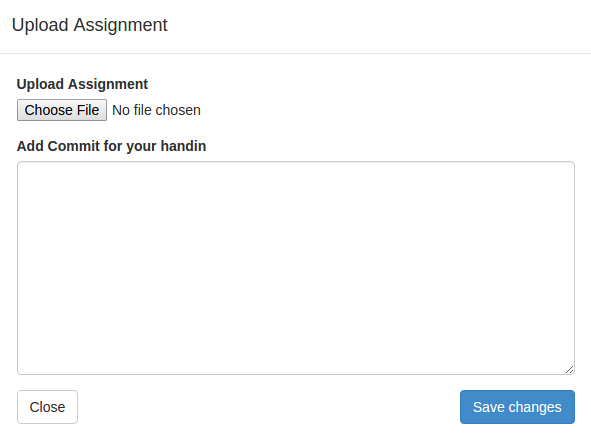 Upload Assignment
Upload Assignment
Choose File No file chosen
Add Commit for your handin
Close Save changes